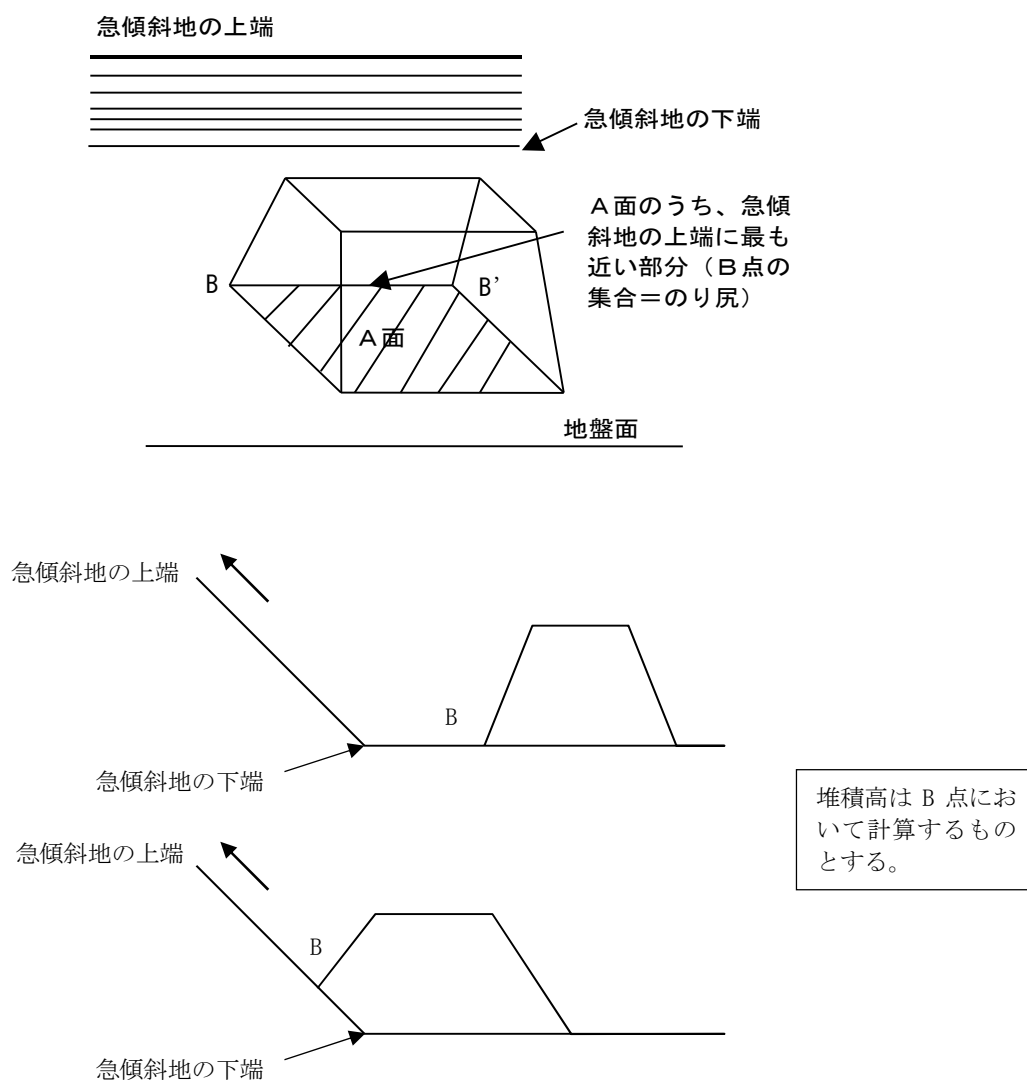 急傾斜地の上端
急傾斜地の下端
A面のうち、急傾
斜地の上端に最も
近い部分（B点の
集合＝のり尻）
B
B’
A面
地盤面
急傾斜地の上端
B
急傾斜地の下端
堆積高は B 点にお
いて計算するもの
とする。
急傾斜地の上端
B
急傾斜地の下端